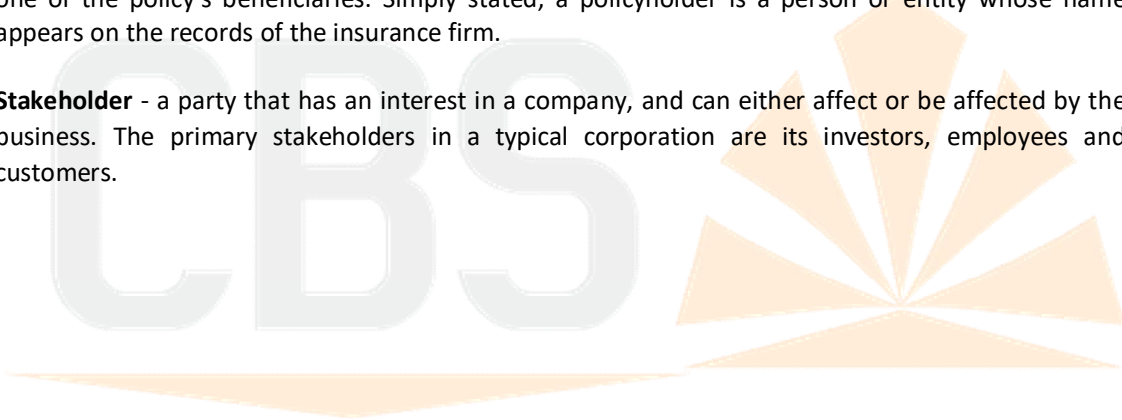 one of the policy's beneficiaries. Simply stated, a policyholder is a person or entity whose name
appears on the records of the insurance firm.
Stakeholder - a party that has an interest in a company, and can either affect or be affected by the
business. The primary stakeholders in a typical corporation are its investors, employees and
customers.
CBS